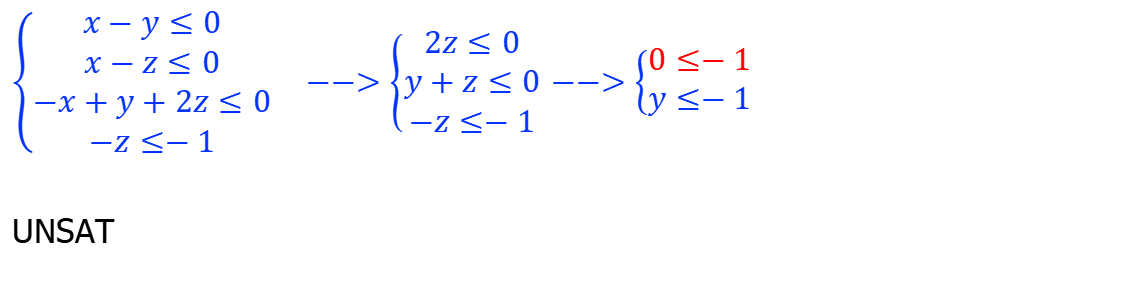 x − y ≤ 0
x − z ≤ 0
−x + y + 2z ≤ 0
−z ≤− 1
-->
2z ≤ 0
y + z ≤ 0
−z ≤− 1
-->
0 ≤− 1
y ≤− 1
UNSAT